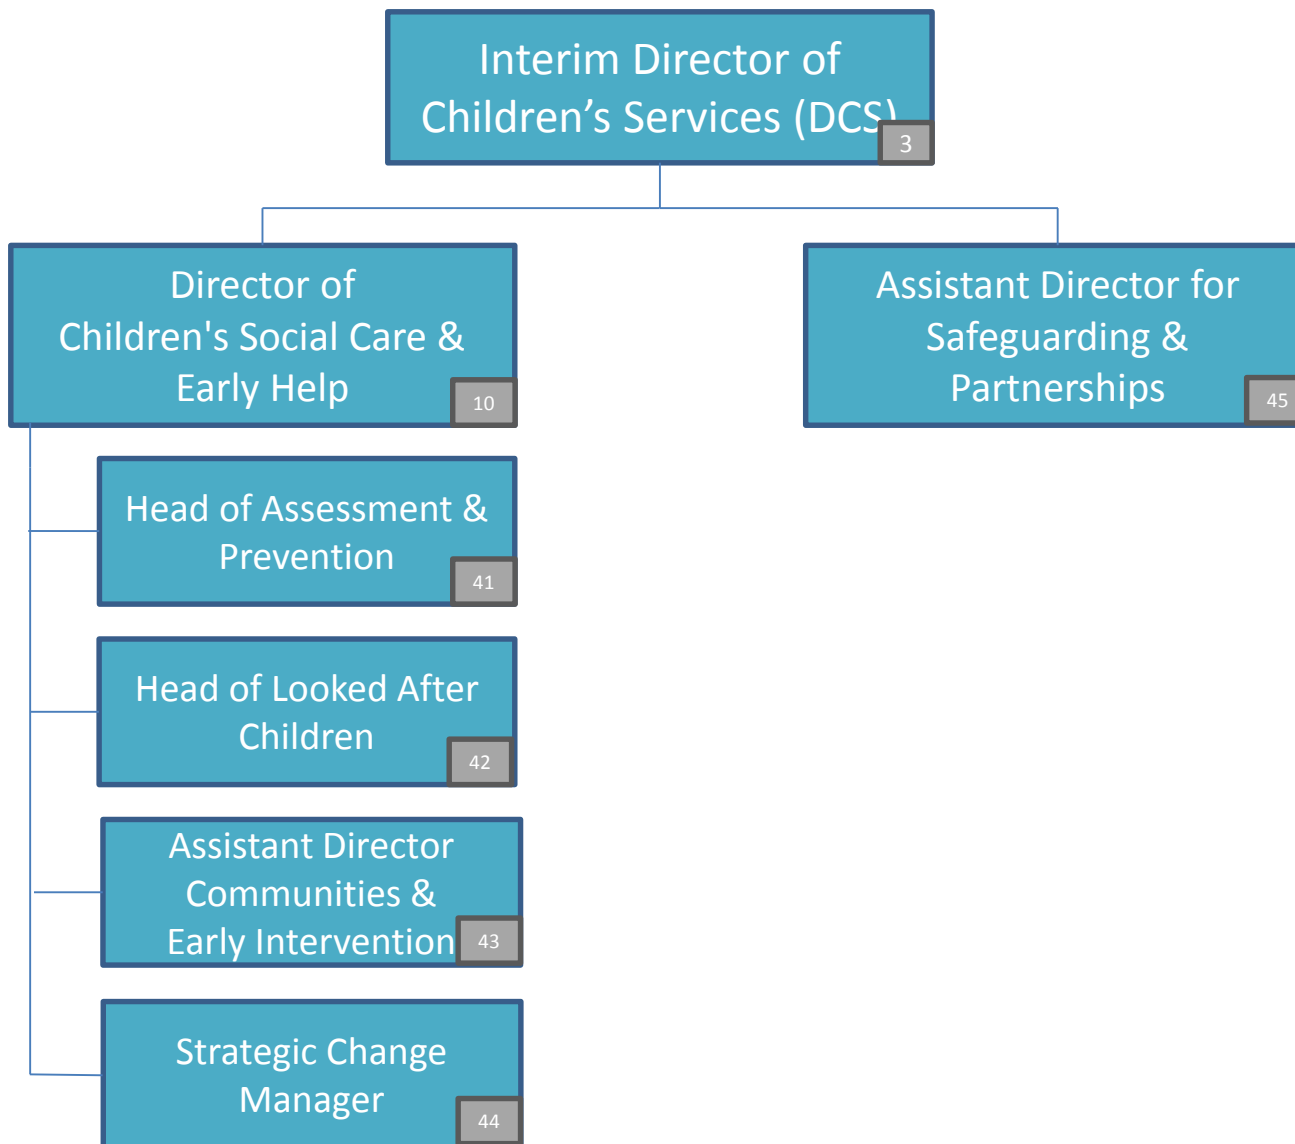 Interim Director of
Children’s Services (DCS)
3
Director of
Children's Social Care &
Early Help
10
Assistant Director for
Safeguarding &
Partnerships
45
Head of Assessment &
Prevention
41
Head of Looked After
Children
42
Assistant Director
Communities &
Early Intervention
43
Strategic Change
Manager
44